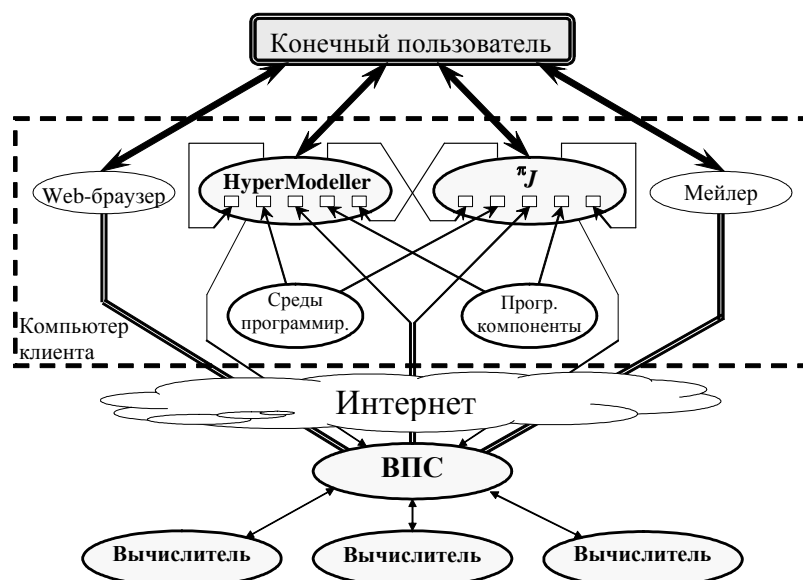 Конечный пользователь
Web-браузер
HyperModeller
πJ
Мейлер
Среды
программир.
Прогр.
компоненты
Компьютер
клиента
Интернет
ВПС
Вычислитель
Вычислитель
Вычислитель